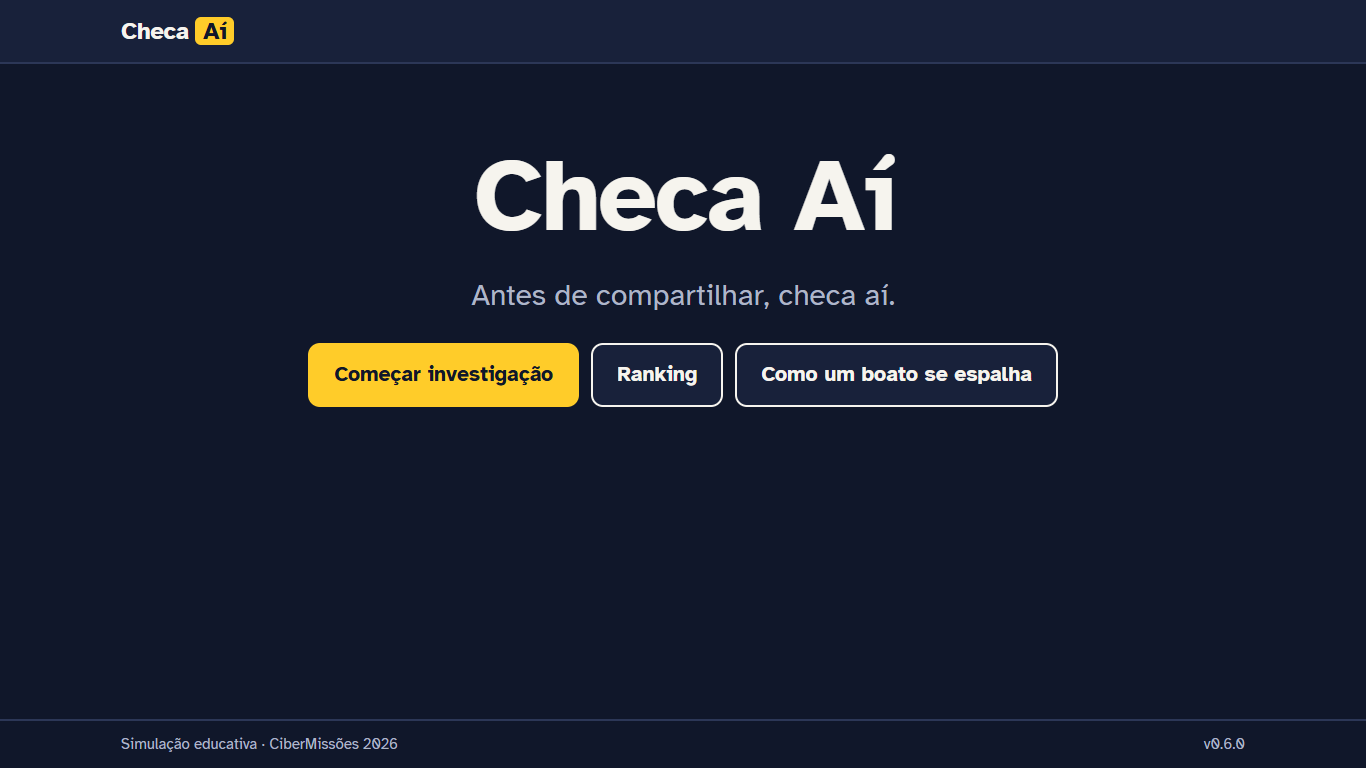 Checa Aí
Checa Aí
Antes de compartilhar, checa aí.
Começar investigação
Ranking
Como um boato se espalha
Simulação educativa · CiberMissões 2026
v0.6.0